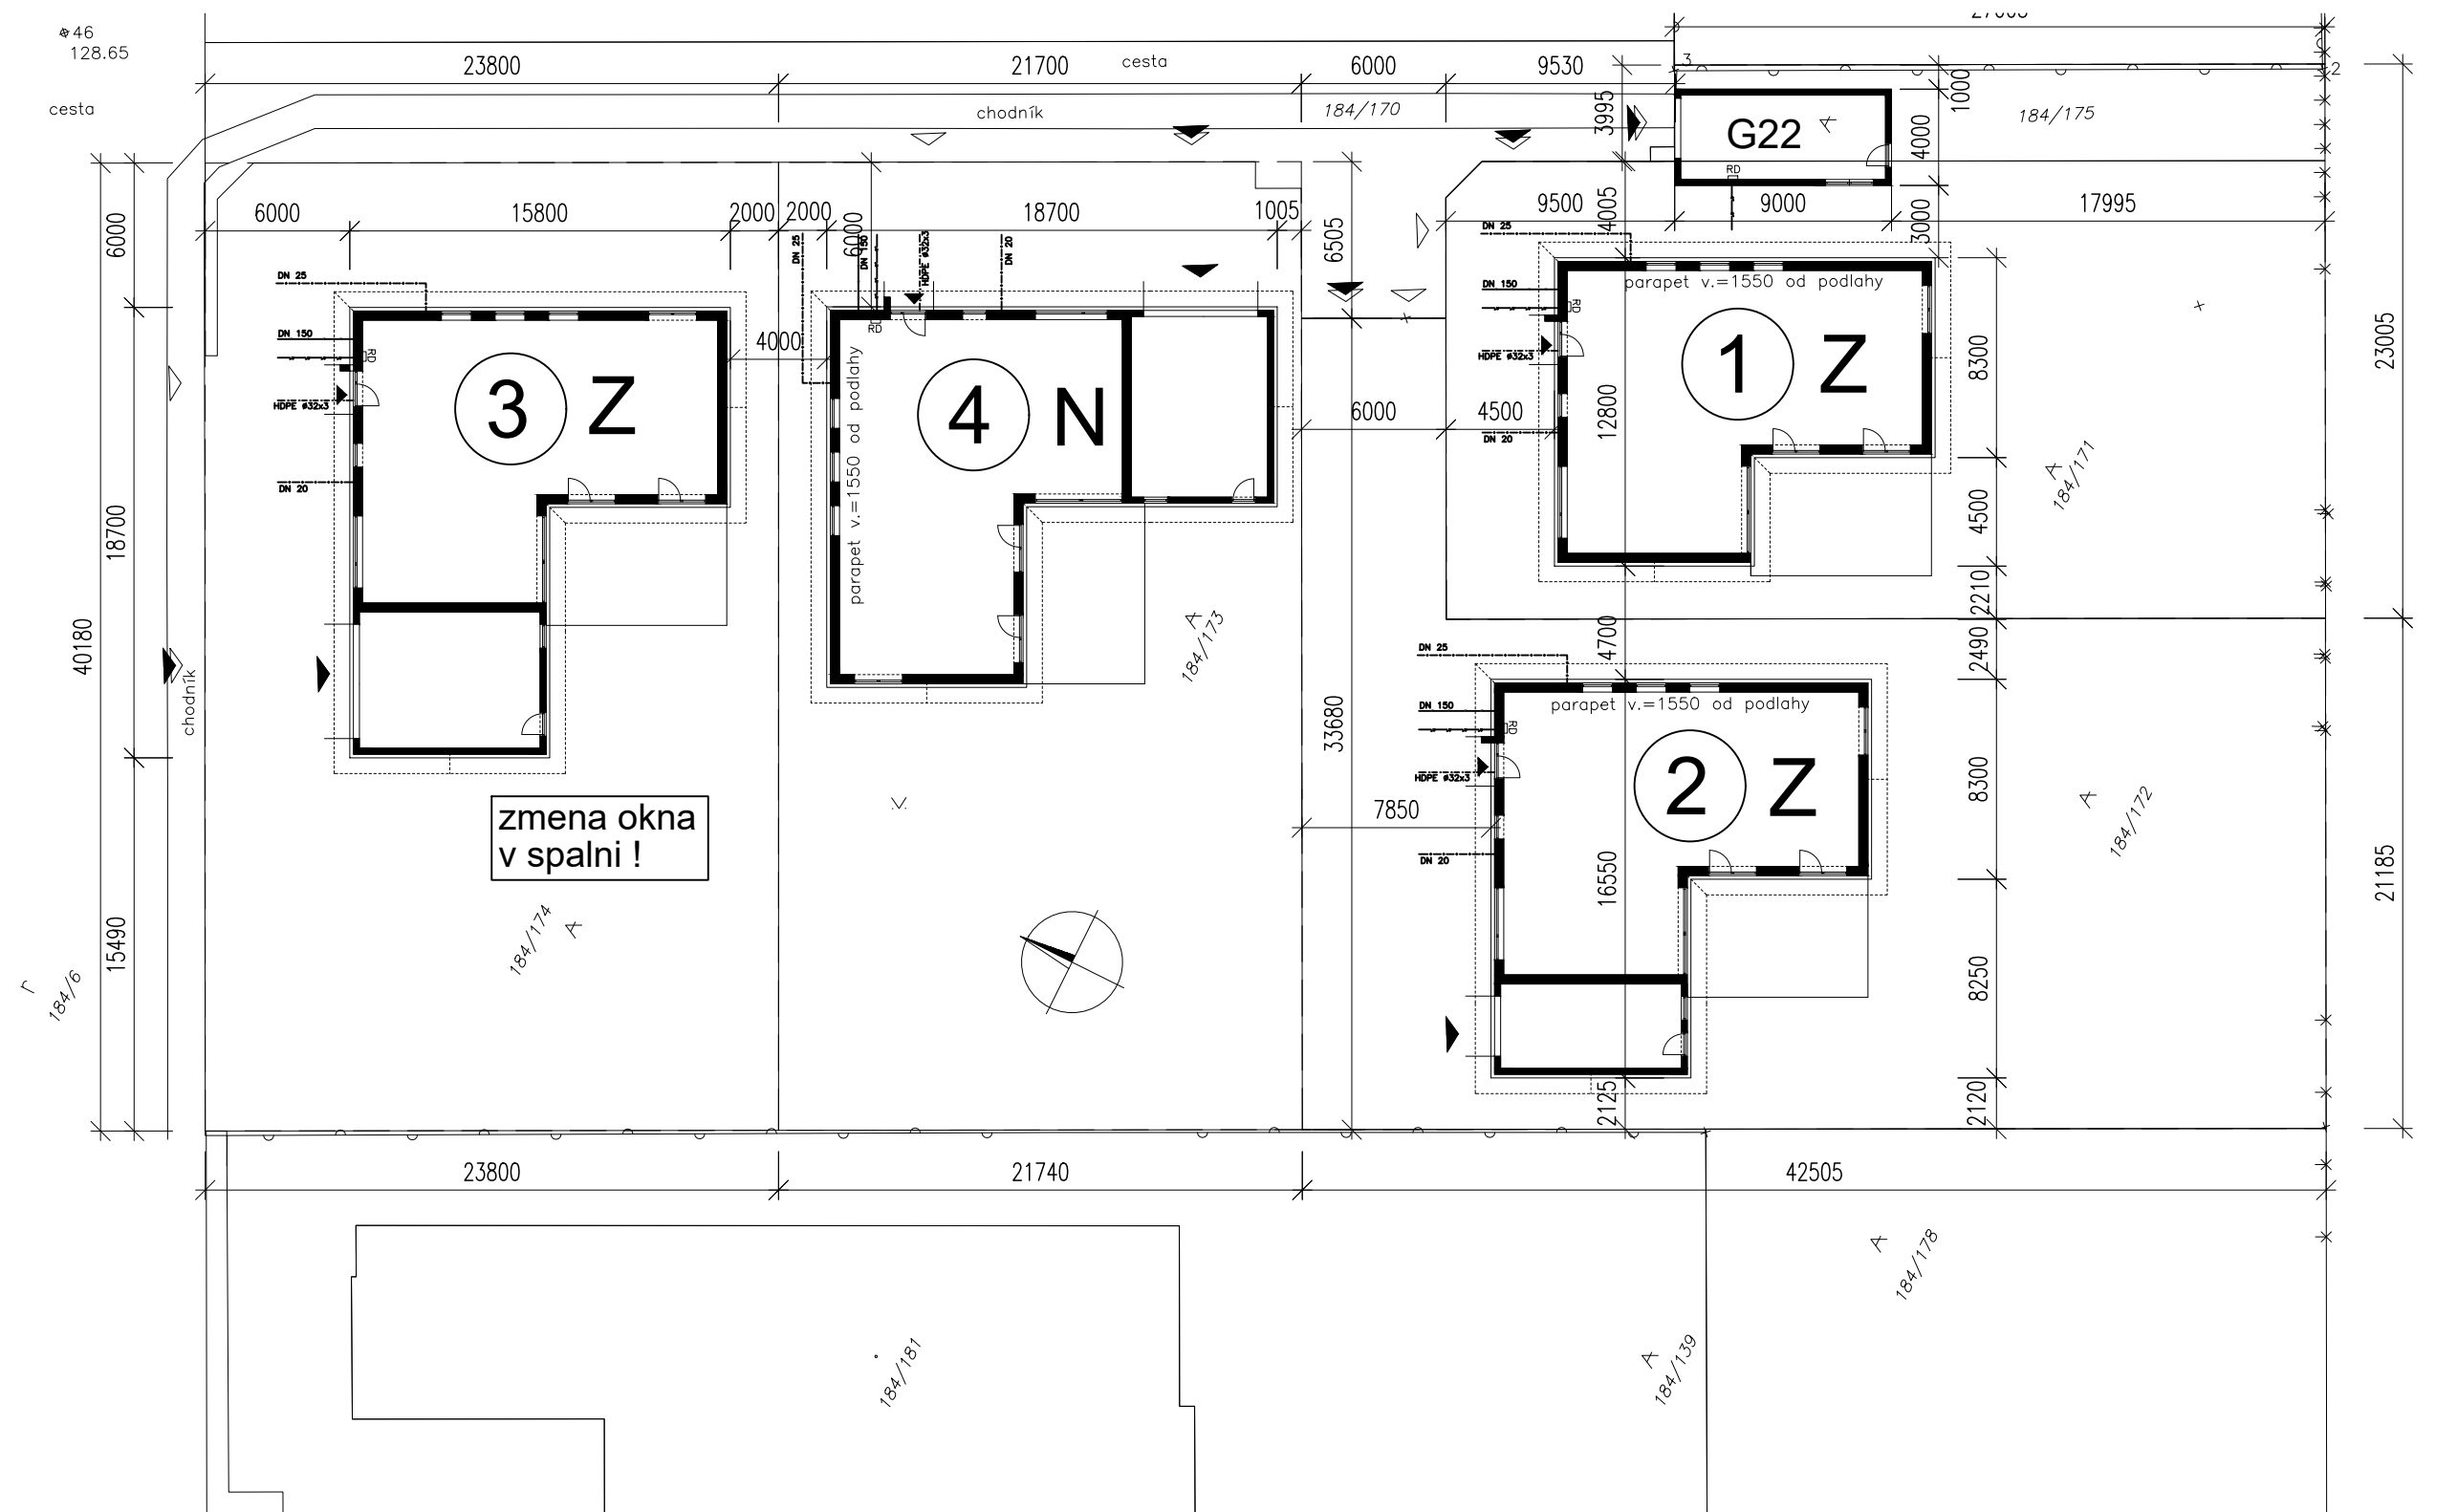 46
128.65
cesta
23800
21700
cesta
6000
9530
3
2
chodník
184/170
3995
1000
184/175
G22
4000
RD
6000
6000
15800
2000
2000
6000
18700
1005
6505
9500
4005
9000
3000
17995
DN 25
DN 150
HDPE ø32x3
DN 20
DN 25
DN 25
parapet v.=1550 od podlahy
DN 150
RD
RD
HDPE ø32x3
DN 150
RD
HDPE ø32x3
DN 20
3 Z
4000
parapet v.=1550 od podlahy
4 N
6000
4500
DN 20
12800
1 Z
8300
23005
18700
40180
4500
184/171
2210
2490
4700
184/173
chodník
DN 25
DN 150
RD
HDPE ø32x3
DN 20
parapet v.=1550 od podlahy
2 Z
33680
7850
8300
184/172
zmena okna
v spalni !
16550
21185
15490
184/174
184/6
r
8250
2125
2120
23800
21740
42505
184/178
184/181
184/139